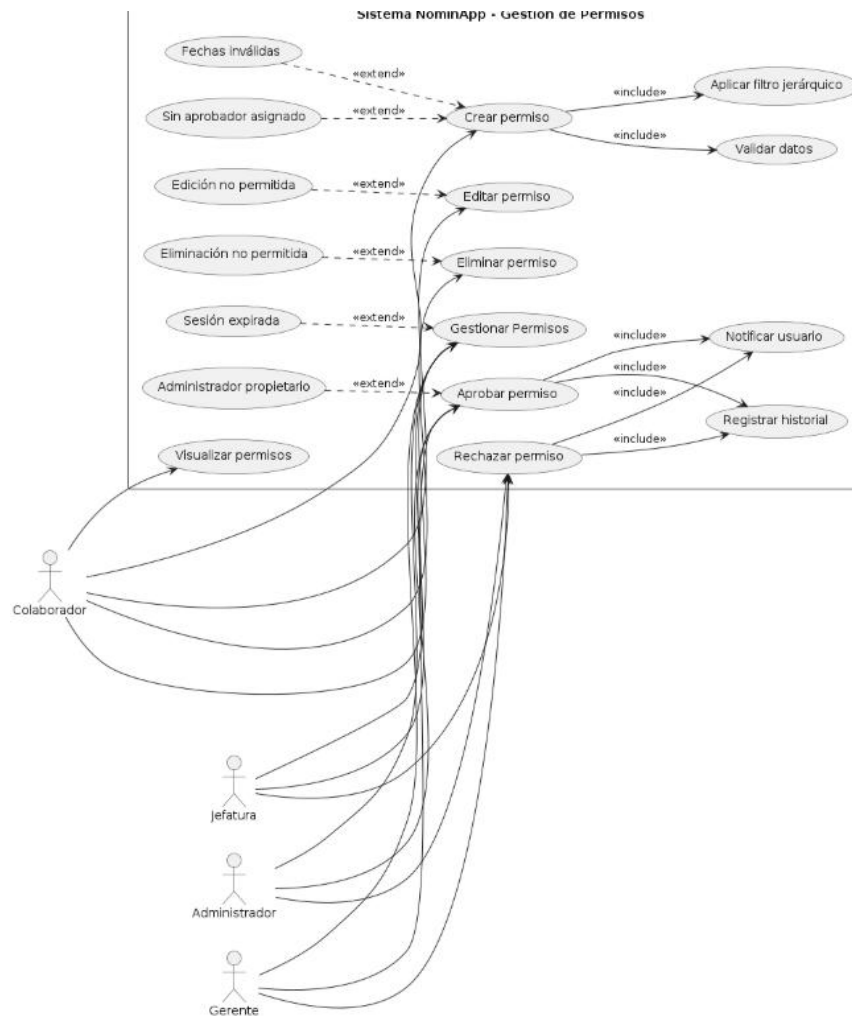 Sistema NominApp - Gestión de Permisos
Fechas inválidas
«extend»
«include»
Aplicar filtro jerárquico
Sin aprobador asignado
«extend»
Crear permiso
«include»
Validar datos
Edición no permitida
«extend»
Editar permiso
Eliminación no permitida
«extend»
Eliminar permiso
Sesión expirada
«extend»
Gestionar Permisos
«include»
Notificar usuario
Administrador propietario
«extend»
Aprobar permiso
«include»
«include»
Registrar historial
Visualizar permisos
Rechazar permiso
«include»
Colaborador
Jefatura
Administrador
Gerente